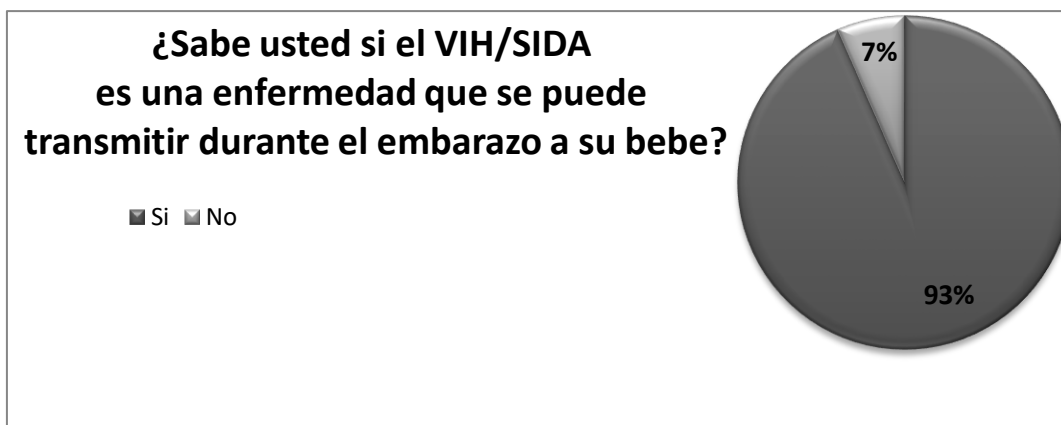 ¿Sabe usted si el VIH/SIDA
es una enfermedad que se puede
transmitir durante el embarazo a su bebe?
Si No
7%
93%